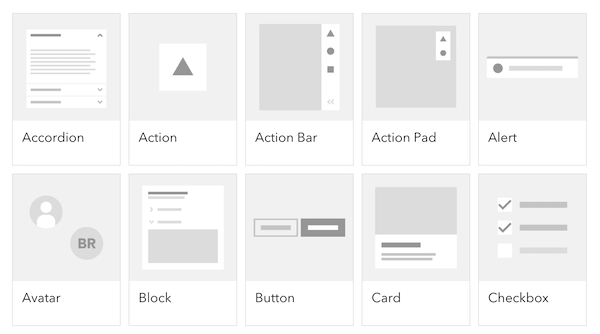 Accordion
Action
Action Bar
Action Pad
Alert
BR
Avatar
Block
Button
Card
Checkbox